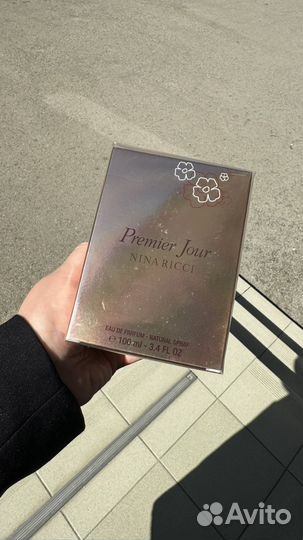 Premier Jour
NINA RICCI
EAU DE PARFUM - NATURAL SPRAY
e 100 ml - 3.4 FL OZ
Avito